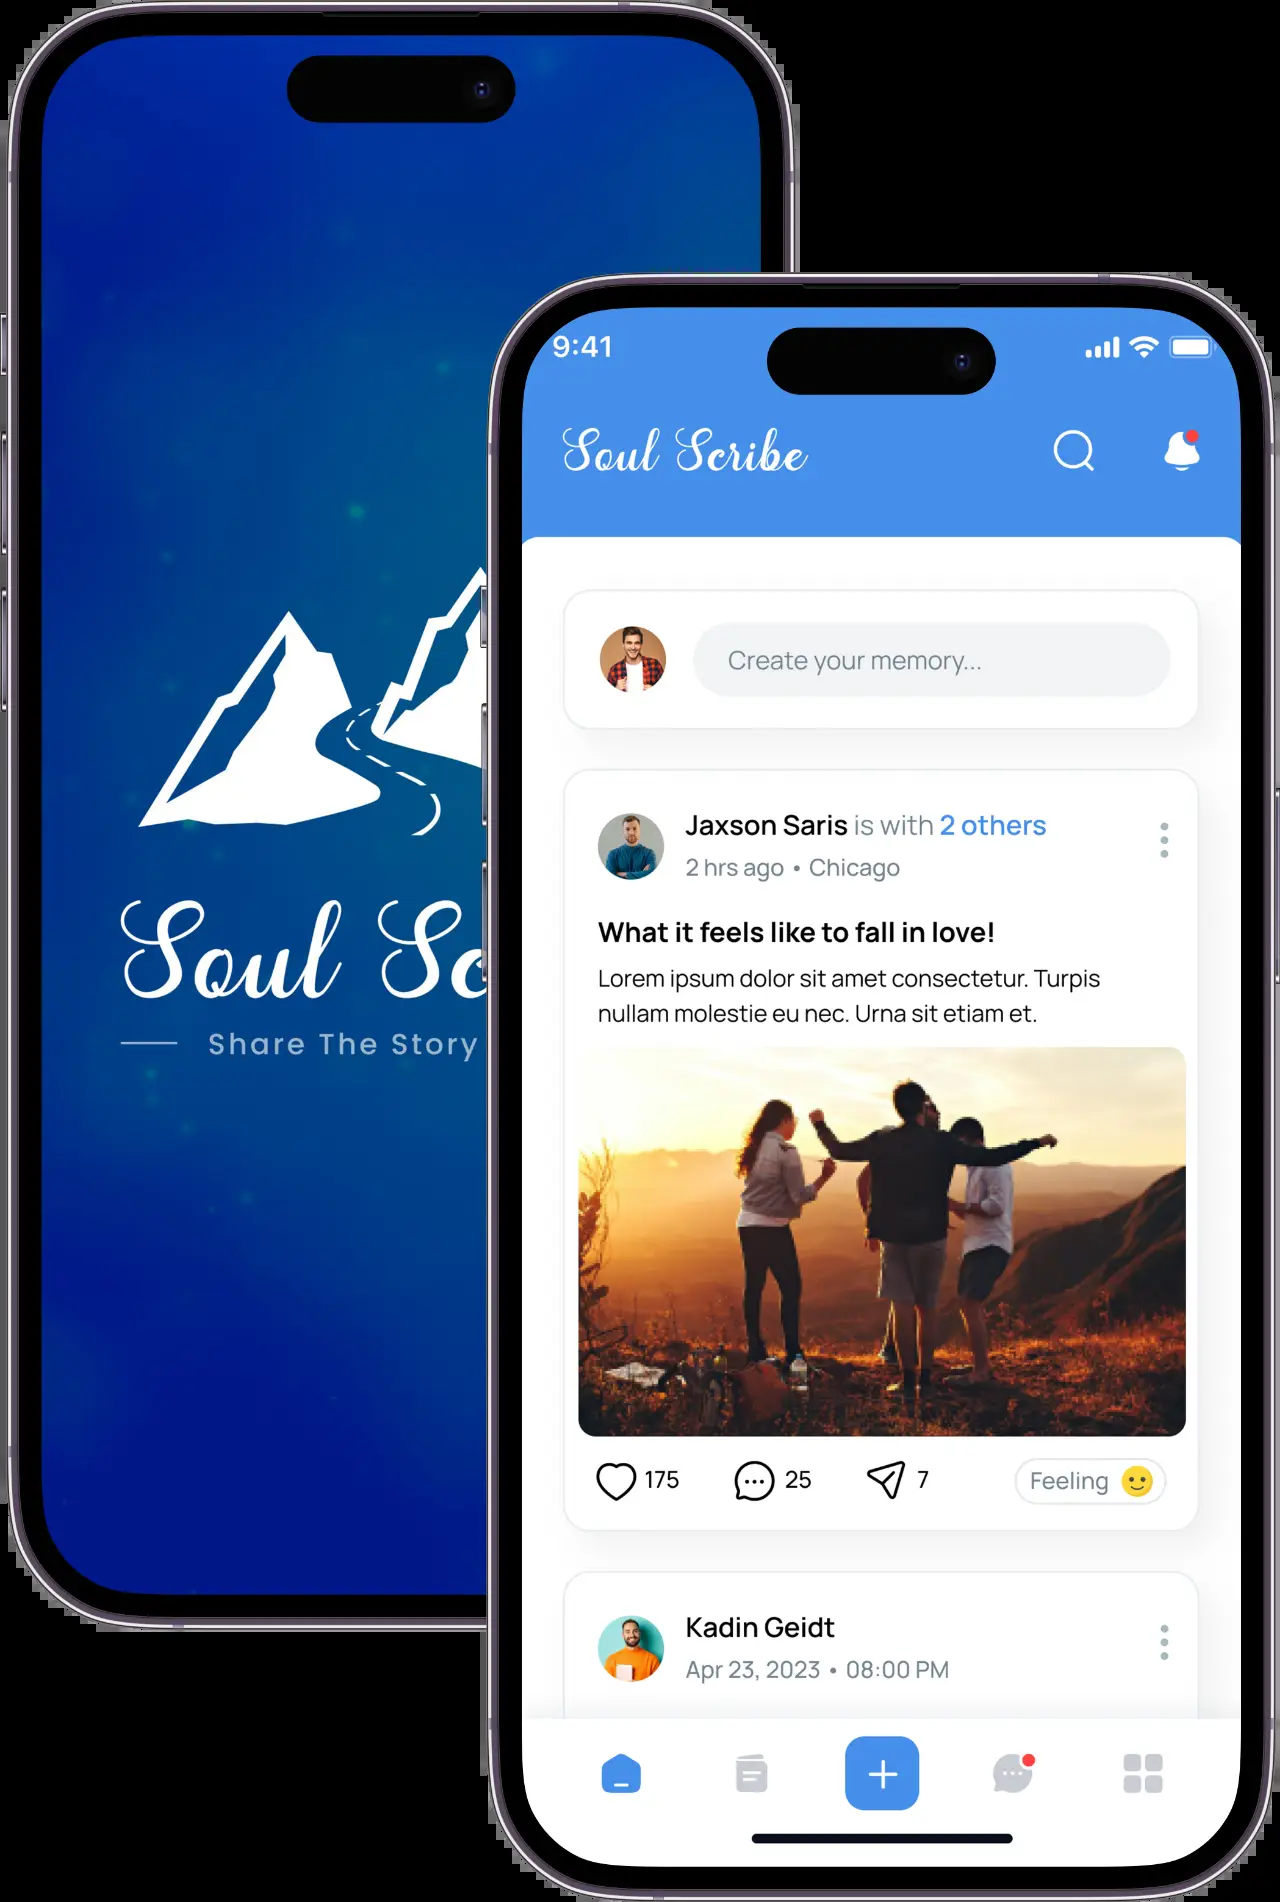 Soul Sc
Share The Story
9:41
Soul Scribe
Create your memory...
Jaxson Saris is with 2 others
2 hrs ago • Chicago
What it feels like to fall in love!
Lorem ipsum dolor sit amet consectetur. Turpis
nullam molestie eu nec. Urna sit etiam et.
175 25 7 Feeling 🙂
Kadin Geidt
Apr 23, 2023 • 08:00 PM